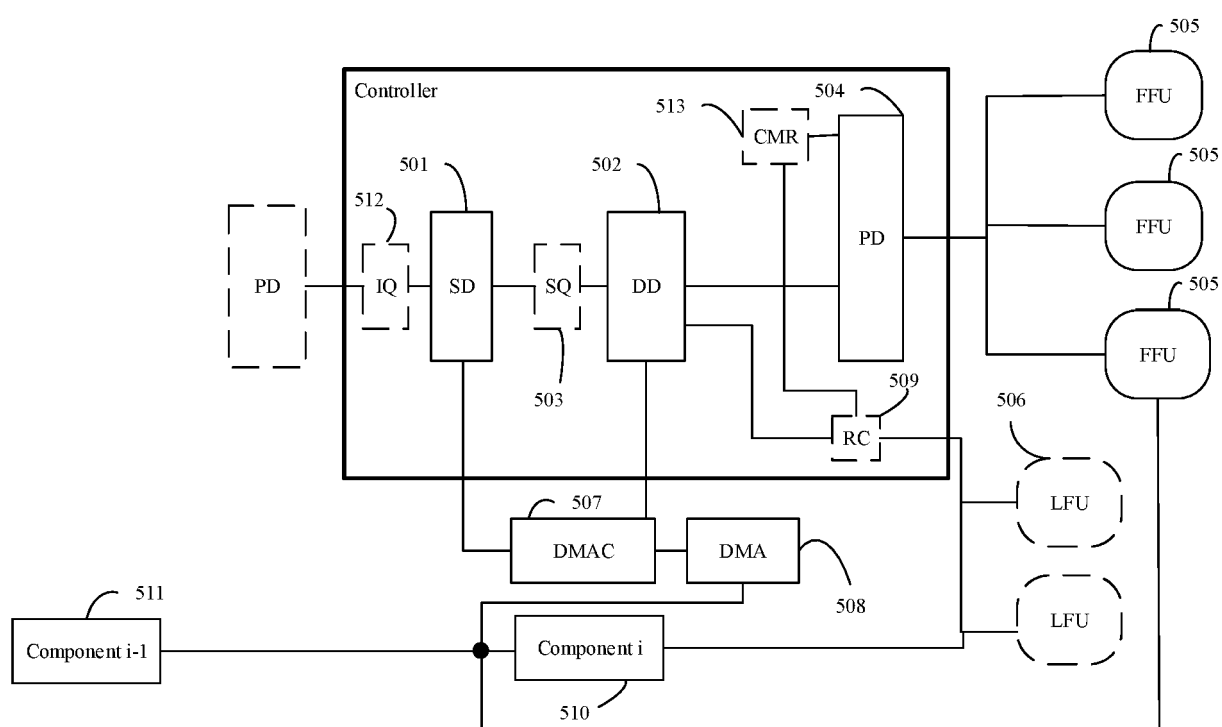 505
Controller
504
FFU
513
CMR
501
502
505
512
PD
FFU
PD
IQ
SD
SQ
DD
505
FFU
503
509
506
RC
507
LFU
DMAC
DMA
511
508
LFU
Component i-1
Component i
510